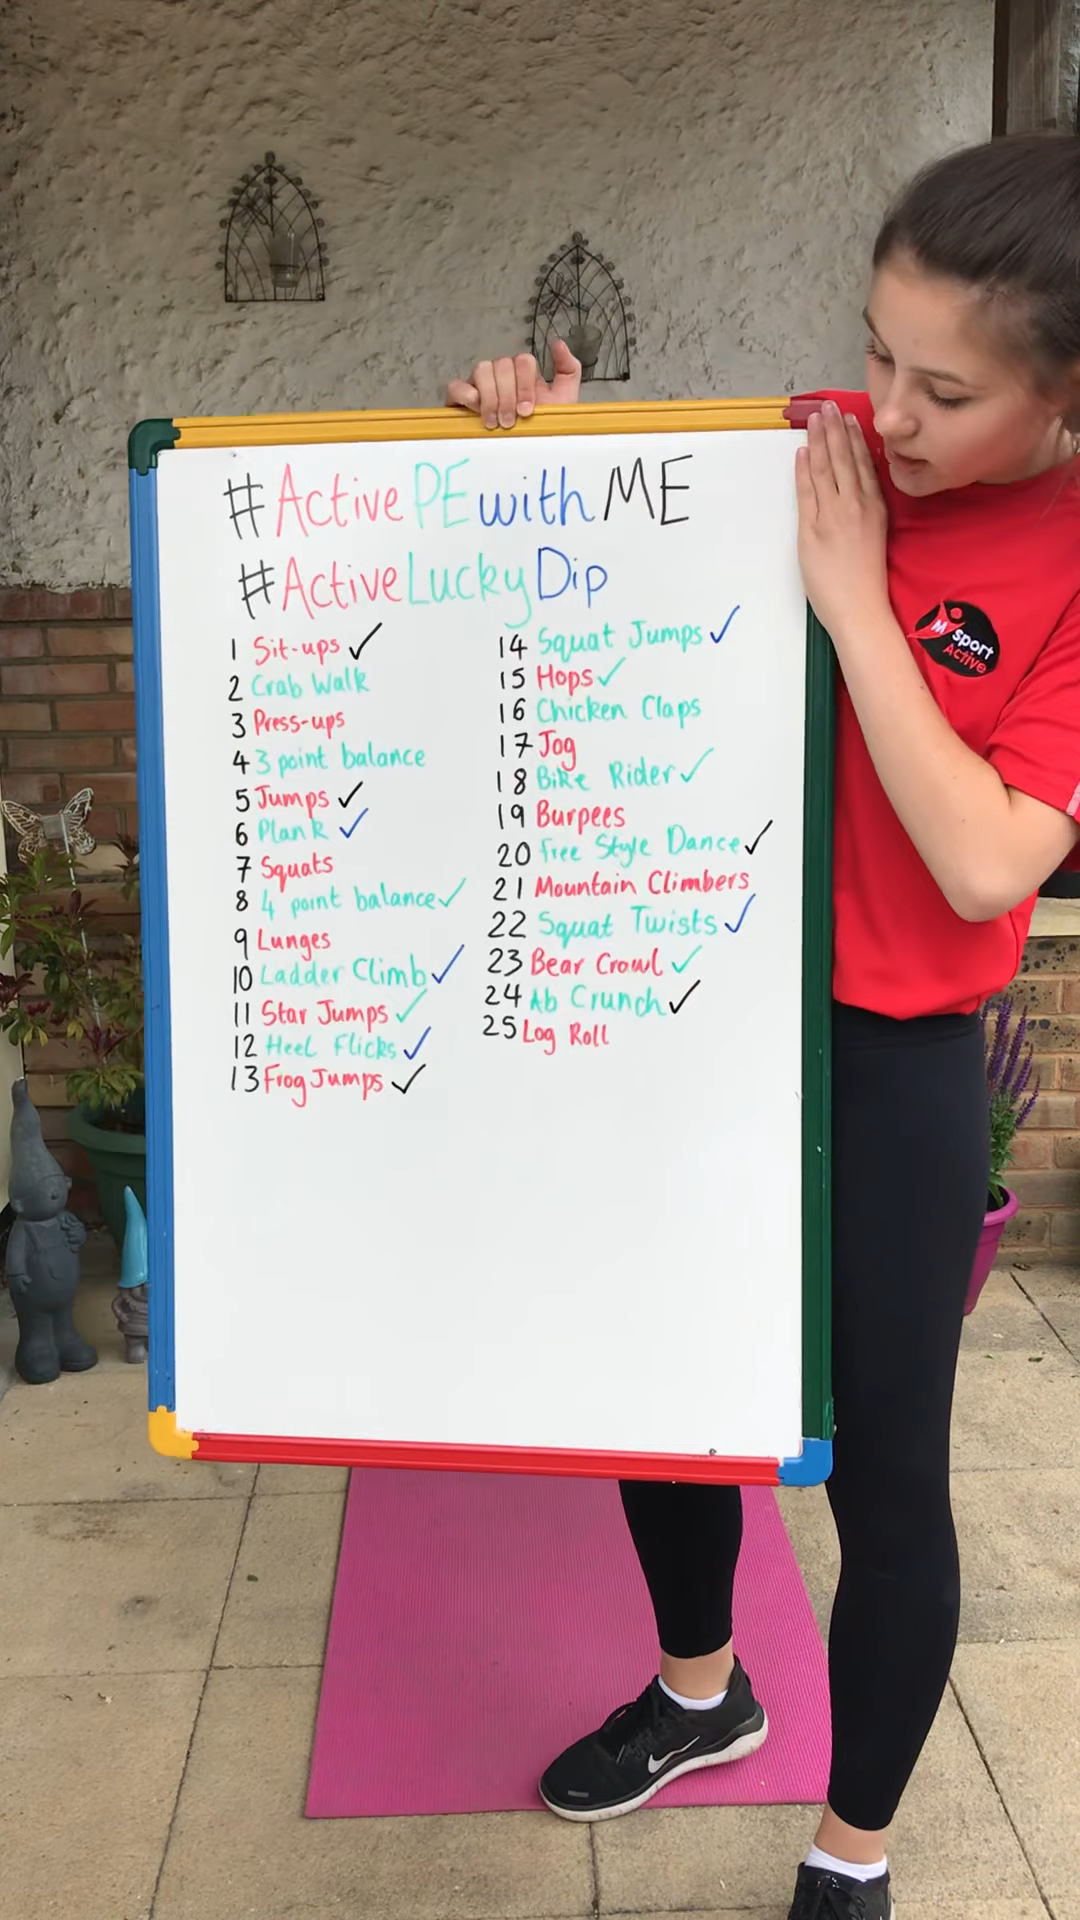 #ActivePEwithME
#ActiveLuckyDip
1 Sit-ups ✓
2 Crab Walk
3 Press-ups
4 3 point balance
5 Jumps ✓
6 Plank ✓
7 Squats
8 4 point balance ✓
9 Lunges
10 Ladder Climb ✓
11 Star Jumps ✓
12 Heel Flicks ✓
13 Frog Jumps ✓
14 Squat Jumps ✓
15 Hops ✓
16 Chicken Claps
17 Jog
18 Bike Rider ✓
19 Burpees
20 Free Style Dance ✓
21 Mountain Climbers
22 Squat Twists ✓
23 Bear Crawl ✓
24 Ab Crunch ✓
25 Log Roll
M
sport
Active